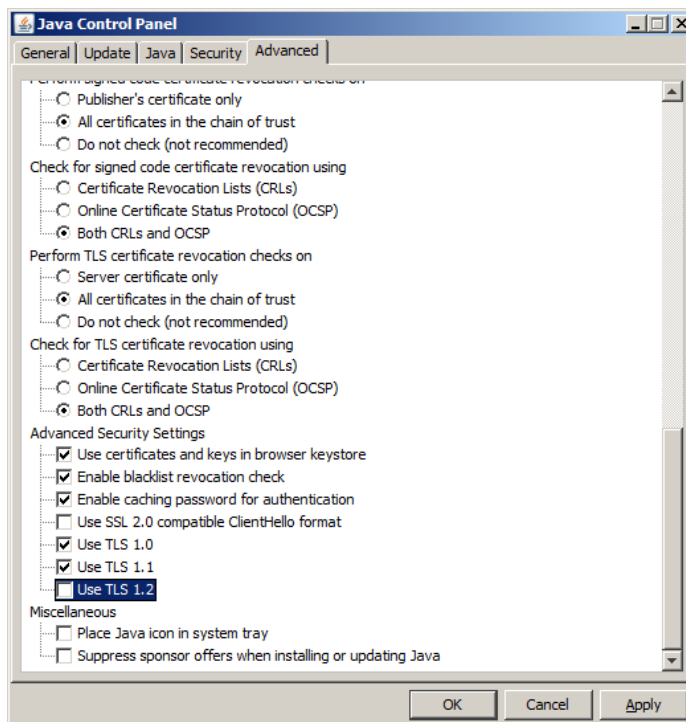 Java Control Panel
General Update Java Security Advanced
Perform signed code certificate revocation checks on
Publisher's certificate only
All certificates in the chain of trust
Do not check (not recommended)
Check for signed code certificate revocation using
Certificate Revocation Lists (CRLs)
Online Certificate Status Protocol (OCSP)
Both CRLs and OCSP
Perform TLS certificate revocation checks on
Server certificate only
All certificates in the chain of trust
Do not check (not recommended)
Check for TLS certificate revocation using
Certificate Revocation Lists (CRLs)
Online Certificate Status Protocol (OCSP)
Both CRLs and OCSP
Advanced Security Settings
Use certificates and keys in browser keystore
Enable blacklist revocation check
Enable caching password for authentication
Use SSL 2.0 compatible ClientHello format
Use TLS 1.0
Use TLS 1.1
Use TLS 1.2
Miscellaneous
Place Java icon in system tray
Suppress sponsor offers when installing or updating Java
OK Cancel Apply